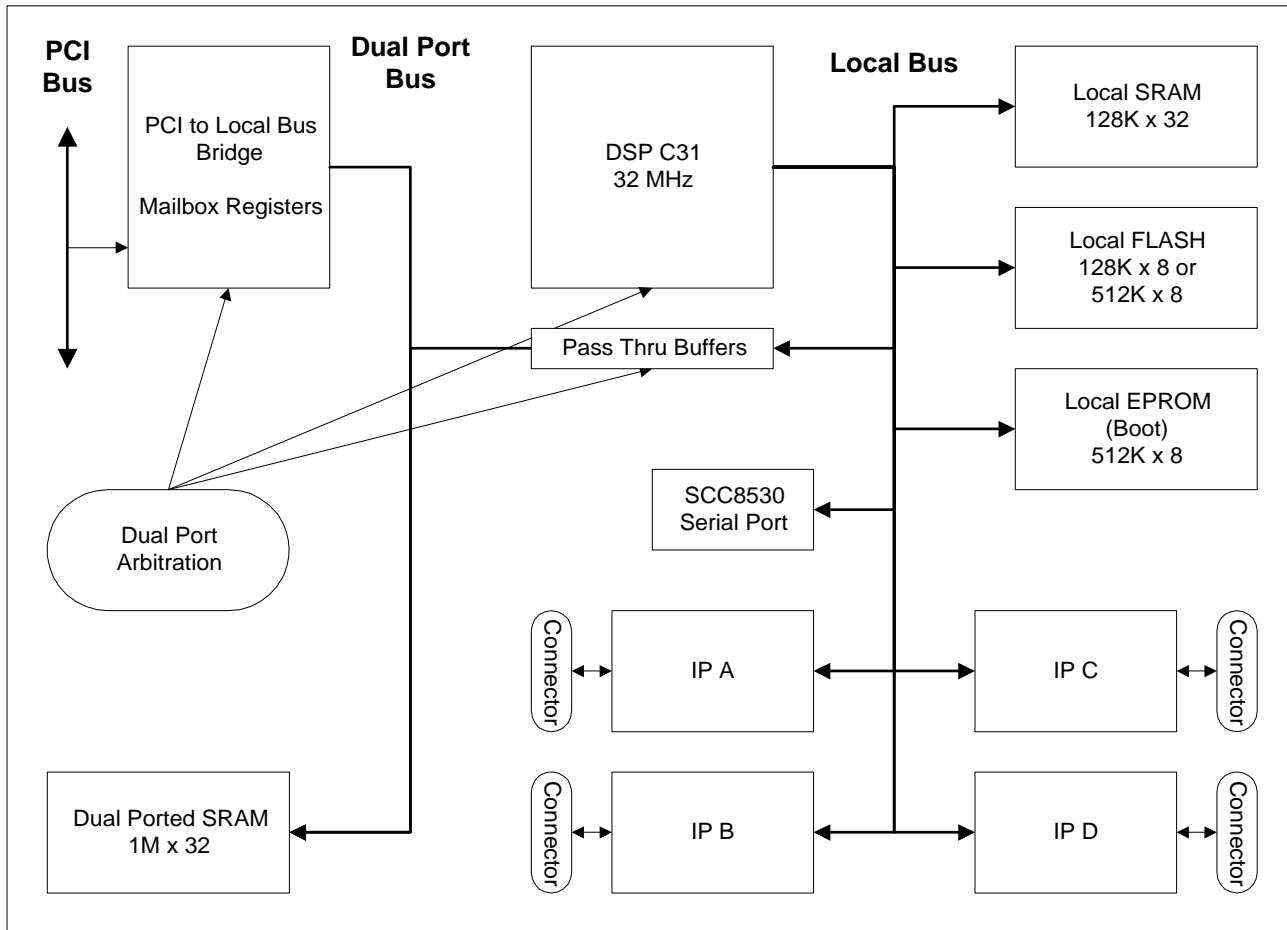 PCI
Bus
Dual Port
Bus
Local Bus
PCI to Local Bus
Bridge
Mailbox Registers
DSP C31
32 MHz
Local SRAM
128K x 32
Local FLASH
128K x 8 or
512K x 8
Pass Thru Buffers
Local EPROM
(Boot)
512K x 8
SCC8530
Serial Port
Dual Port
Arbitration
Connector
IP A
IP C
Connector
Dual Ported SRAM
1M x 32
Connector
IP B
IP D
Connector